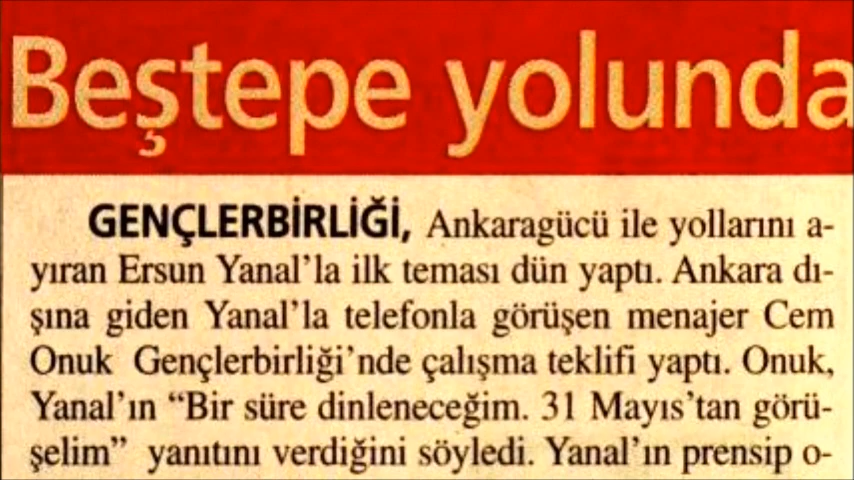 Beştepe yolunda
GENÇLERBİRLİĞİ, Ankaragücü ile yollarını a-
yıran Ersun Yanal'la ilk teması dün yaptı. Ankara dı-
şına giden Yanal'la telefonla görüşen menajer Cem
Onuk Gençlerbirliği'nde çalışma teklifi yaptı. Onuk,
Yanal'ın “Bir süre dinleneceğim. 31 Mayıs'tan görü-
şelim” yanıtını verdiğini söyledi. Yanal'ın prensip o-